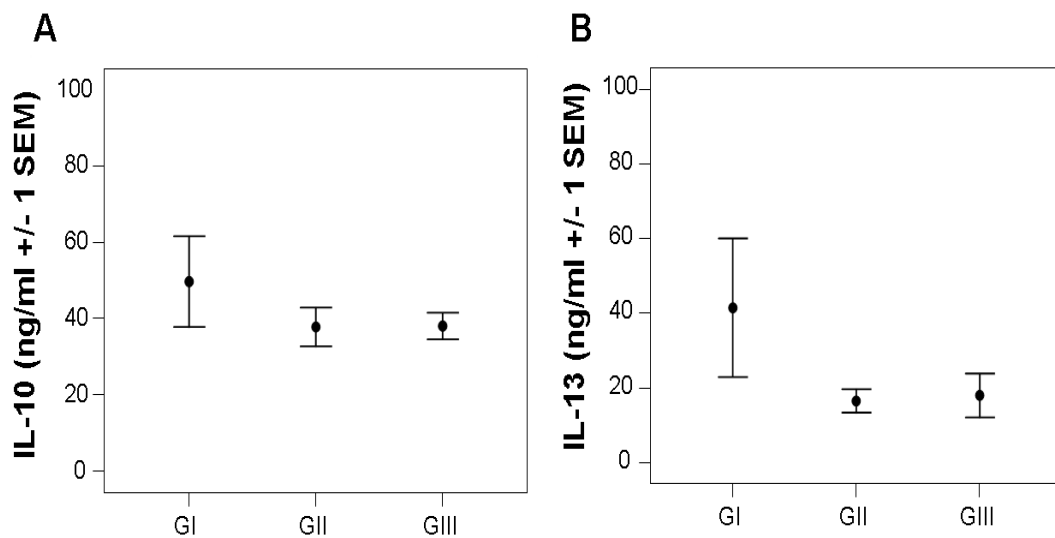 A
IL-10 (ng/ml +/- 1 SEM)
100
80
60
40
20
0
GI GII GIII
B
IL-13 (ng/ml +/- 1 SEM)
100
80
60
40
20
0
GI GII GIII